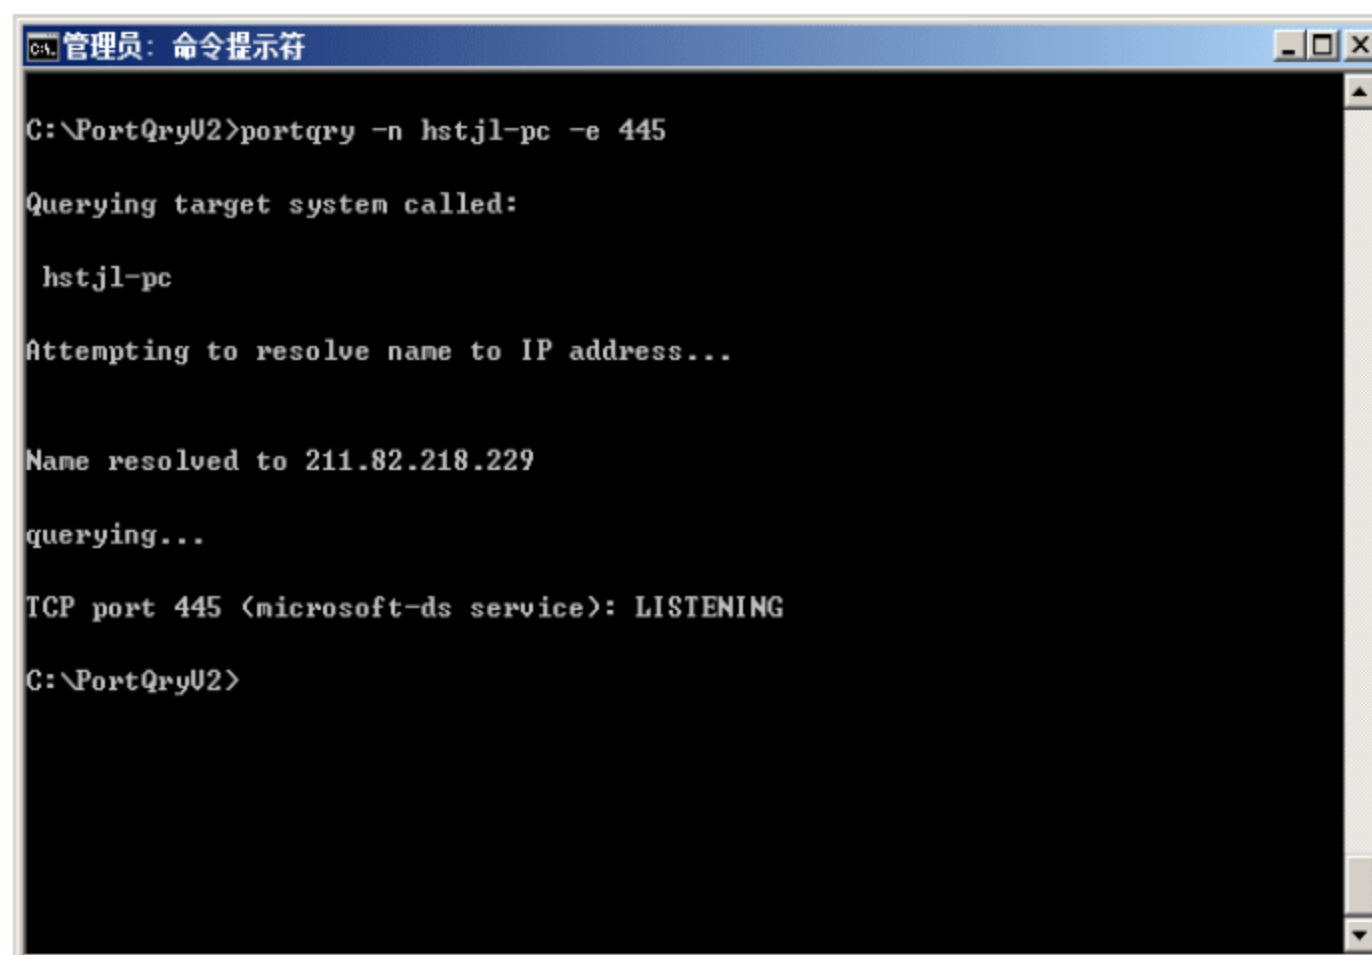 管理员: 命令提示符
C:\PortQryV2>portqry -n hstjl-pc -e 445
Querying target system called:
hstjl-pc
Attempting to resolve name to IP address...
Name resolved to 211.82.218.229
querying...
TCP port 445 (microsoft-ds service): LISTENING
C:\PortQryV2>